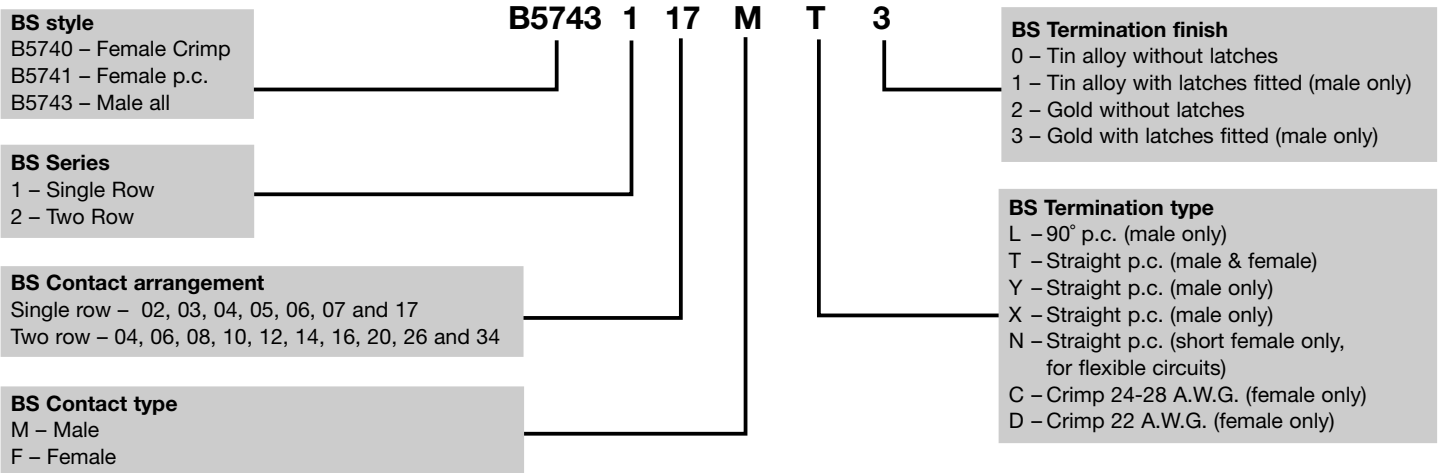 B5743 1 17 M T 3
BS style
B5740 – Female Crimp
B5741 – Female p.c.
B5743 – Male all
BS Series
1 – Single Row
2 – Two Row
BS Contact arrangement
Single row – 02, 03, 04, 05, 06, 07 and 17
Two row – 04, 06, 08, 10, 12, 14, 16, 20, 26 and 34
BS Contact type
M – Male
F – Female
BS Termination finish
0 – Tin alloy without latches
1 – Tin alloy with latches fitted (male only)
2 – Gold without latches
3 – Gold with latches fitted (male only)
BS Termination type
L – 90˚ p.c. (male only)
T – Straight p.c. (male & female)
Y – Straight p.c. (male only)
X – Straight p.c. (male only)
N – Straight p.c. (short female only,
for flexible circuits)
C – Crimp 24-28 A.W.G. (female only)
D – Crimp 22 A.W.G. (female only)